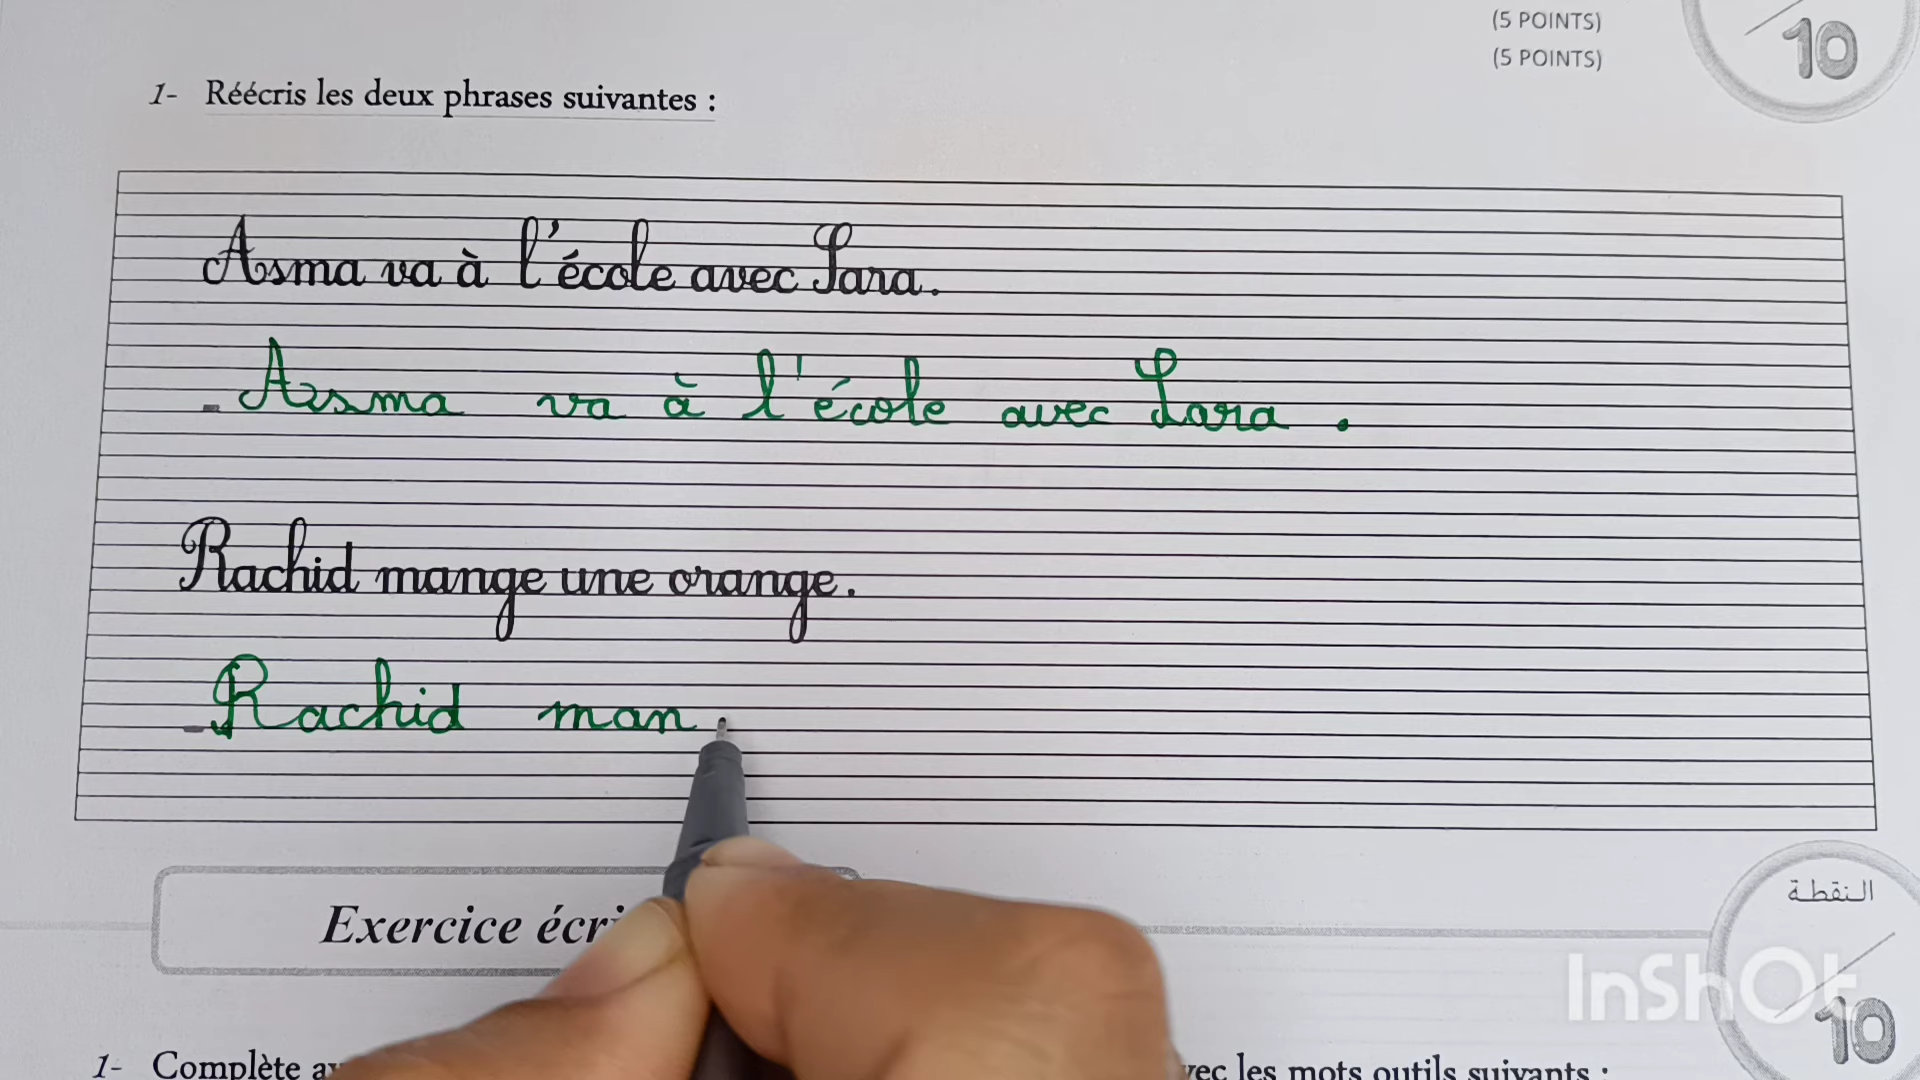 (5 POINTS)
(5 POINTS)
10
1- Réécris les deux phrases suivantes :
Asma va à l'école avec Sara.
Asma va à l'école avec Sara .
Rachid mange une orange.
Rachid man
النقطة
Exercice
InShOt
10
1- Complète
les mots outils suivants :